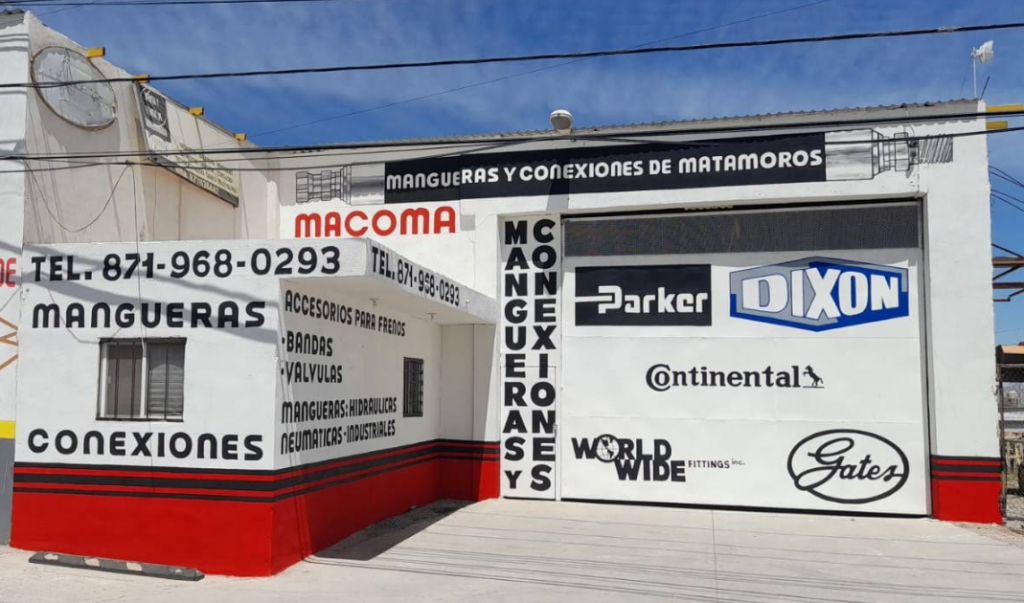 MANGUERAS Y CONEXIONES DE MATAMOROS
MACOMA
TEL. 871-968-0293
TEL. 871-968-0293
MANGUERAS
CONEXIONES
ACCESORIOS PARA FRENOS
·BANDAS
·VALVULAS
MANGUERAS: HIDRAULICAS
NEUMATICAS·INDUSTRIALES
MANGUERAS Y
CONEXIONES
Parker
DIXON
Continental
WORLD
WIDE FITTINGS inc.
Gates
DE